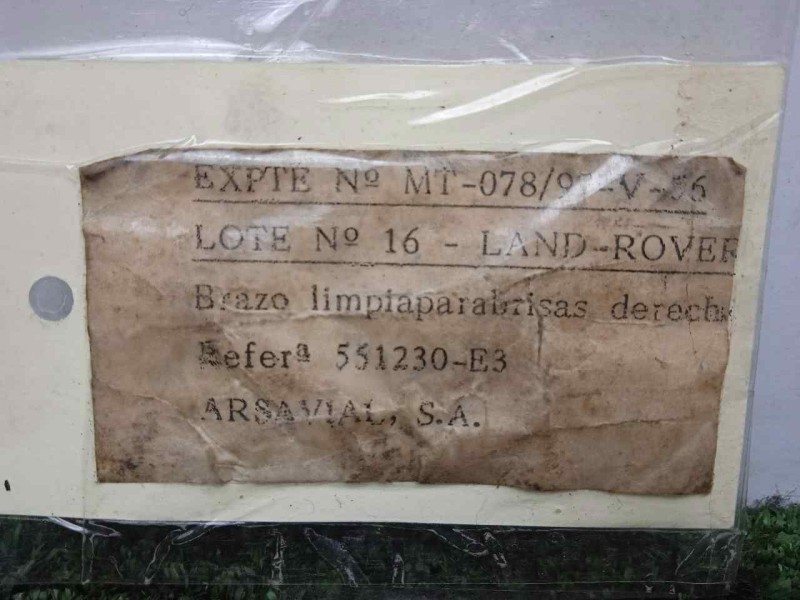 EXPTE Nº
LOTE Nº 16 - LAND-ROVER
Brazo limpiaparabrisas
Referª 551230-E3
ARSAVIAL, S.A.